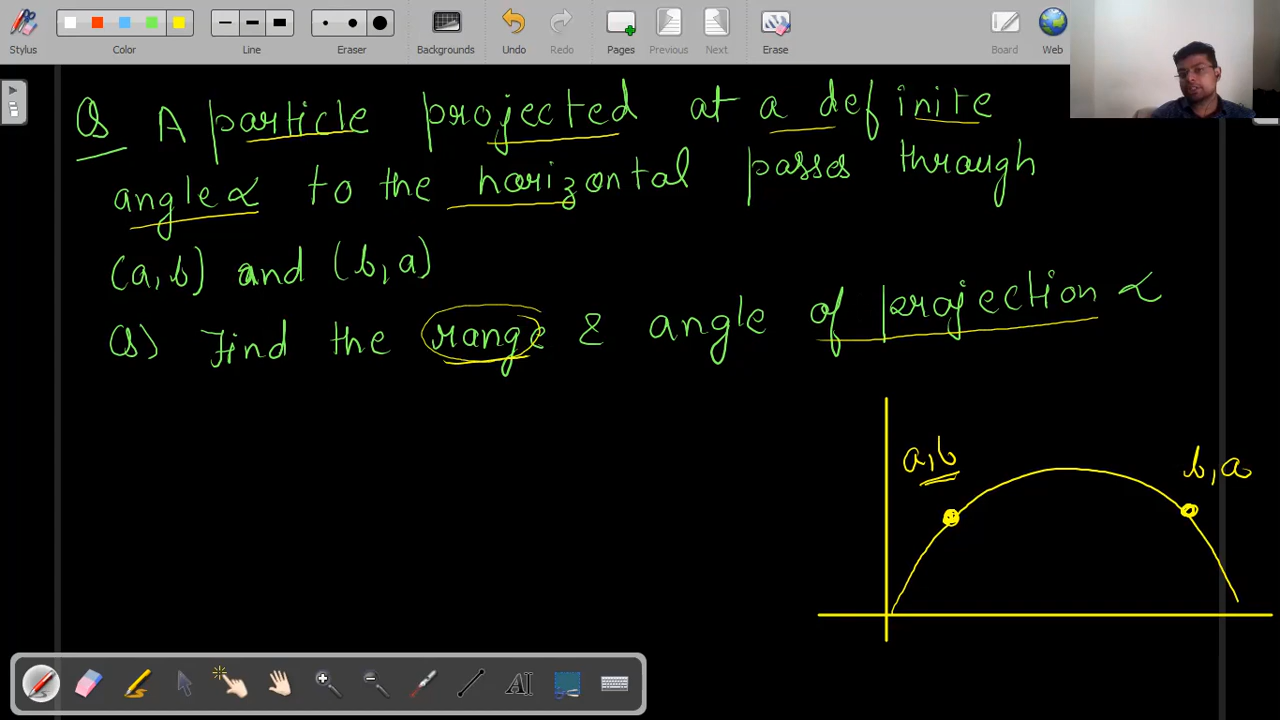 Stylus
Color
Line
Eraser
Backgrounds
Undo
Redo
Pages
Previous
Next
Erase
Board
Web
Q A particle projected at a definite
angle α to the horizontal passes through
(a,b) and (b,a)
Q) Find the range & angle of projection α
a,b
b,a
AI